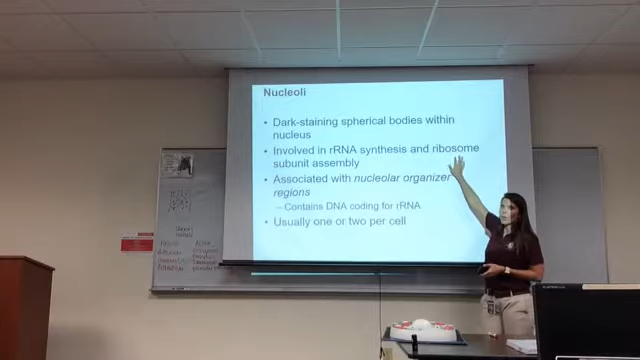 Nucleoli
• Dark-staining spherical bodies within
nucleus
• Involved in rRNA synthesis and ribosome
subunit assembly
• Associated with nucleolar organizer
regions
– Contains DNA coding for rRNA
• Usually one or two per cell